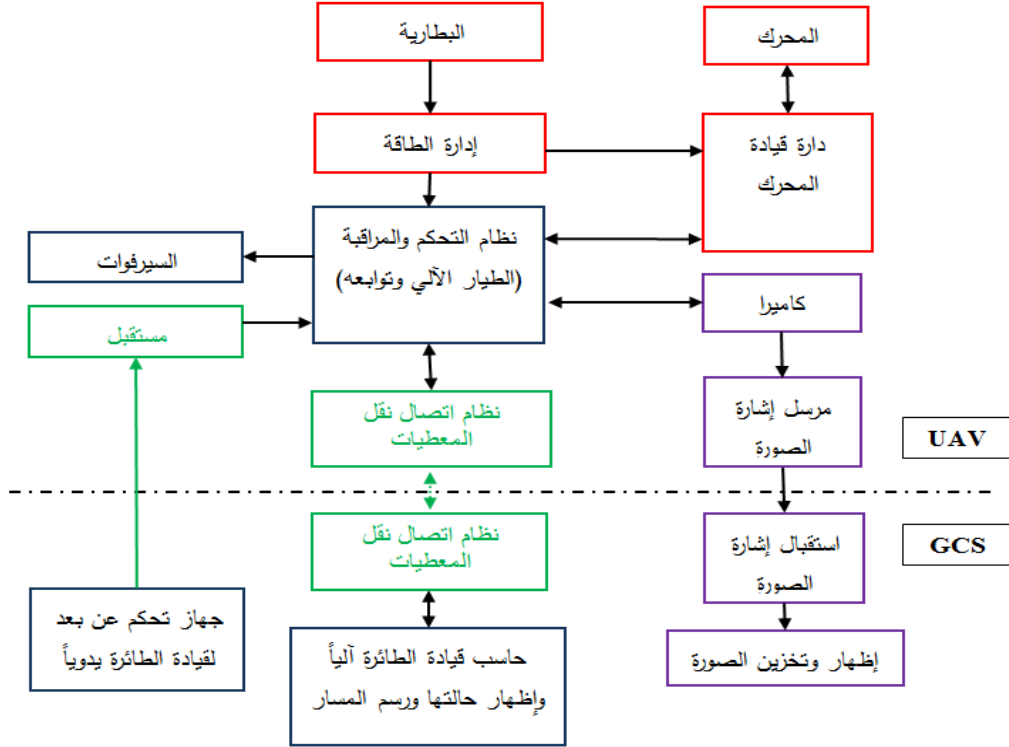 البطارية
المحرك
إدارة الطاقة
دارة قيادة
المحرك
نظام التحكم والمراقبة
(الطيار الآلي وتوابعه)
السيرفوات
كاميرا
مستقبل
نظام اتصال نقل
المعطيات
مرسل إشارة
الصورة
UAV
نظام اتصال نقل
المعطيات
استقبال إشارة
الصورة
GCS
جهاز تحكم عن بعد
لقيادة الطائرة يدوياً
حاسب قيادة الطائرة آلياً
وإظهار حالتها ورسم المسار
إظهار وتخزين الصورة